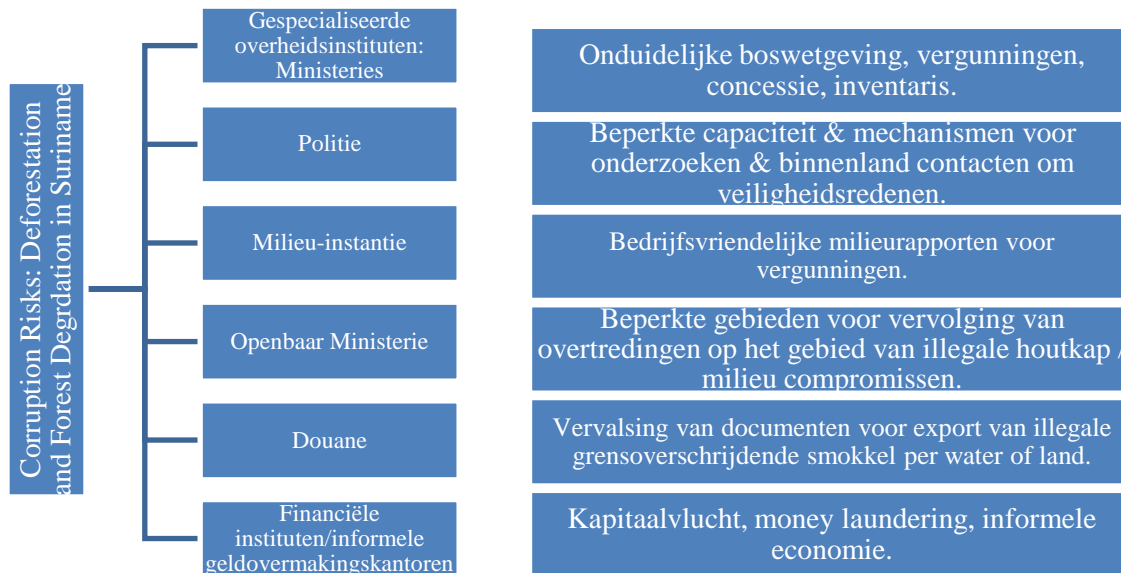 Corruption Risks: Deforestation
and Forest Degrdation in Suriname
Gespecialiseerde
overheidsinstituten:
Ministeries
Onduidelijke boswetgeving, vergunningen,
concessie, inventaris.
Politie
Beperkte capaciteit & mechanismen voor
onderzoeken & binnenland contacten om
veiligheidsredenen.
Milieu-instantie
Bedrijfsvriendelijke milieurapporten voor
vergunningen.
Openbaar Ministerie
Beperkte gebieden voor vervolging van
overtredingen op het gebied van illegale houtkap /
milieu compromissen.
Douane
Vervalsing van documenten voor export van illegale
grensoverschrijdende smokkel per water of land.
Financiële
instituten/informele
geldovermakingskantoren
Kapitaalvlucht, money laundering, informele
economie.